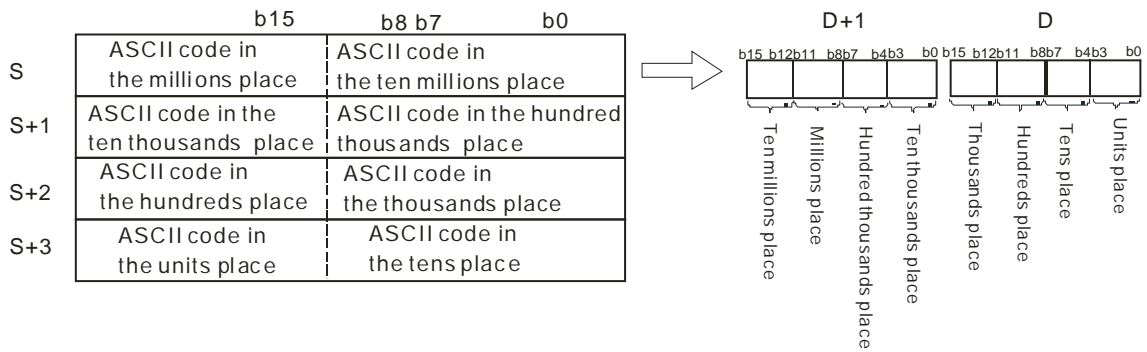 b15 b8 b7 b0
S
ASCII code in
the millions place
ASCII code in
the ten millions place
S+1
ASCII code in the
ten thousands place
ASCII code in the hundred
thousands place
S+2
ASCII code in
the hundreds place
ASCII code in
the thousands place
S+3
ASCII code in
the units place
ASCII code in
the tens place
D+1 D
b15 b12b11 b8b7 b4b3 b0 b15 b12b11 b8b7 b4b3 b0
Ten millions place
Millions place
Hundred thousands place
Ten thousands place
Thousands place
Hundreds place
Tens place
Units place